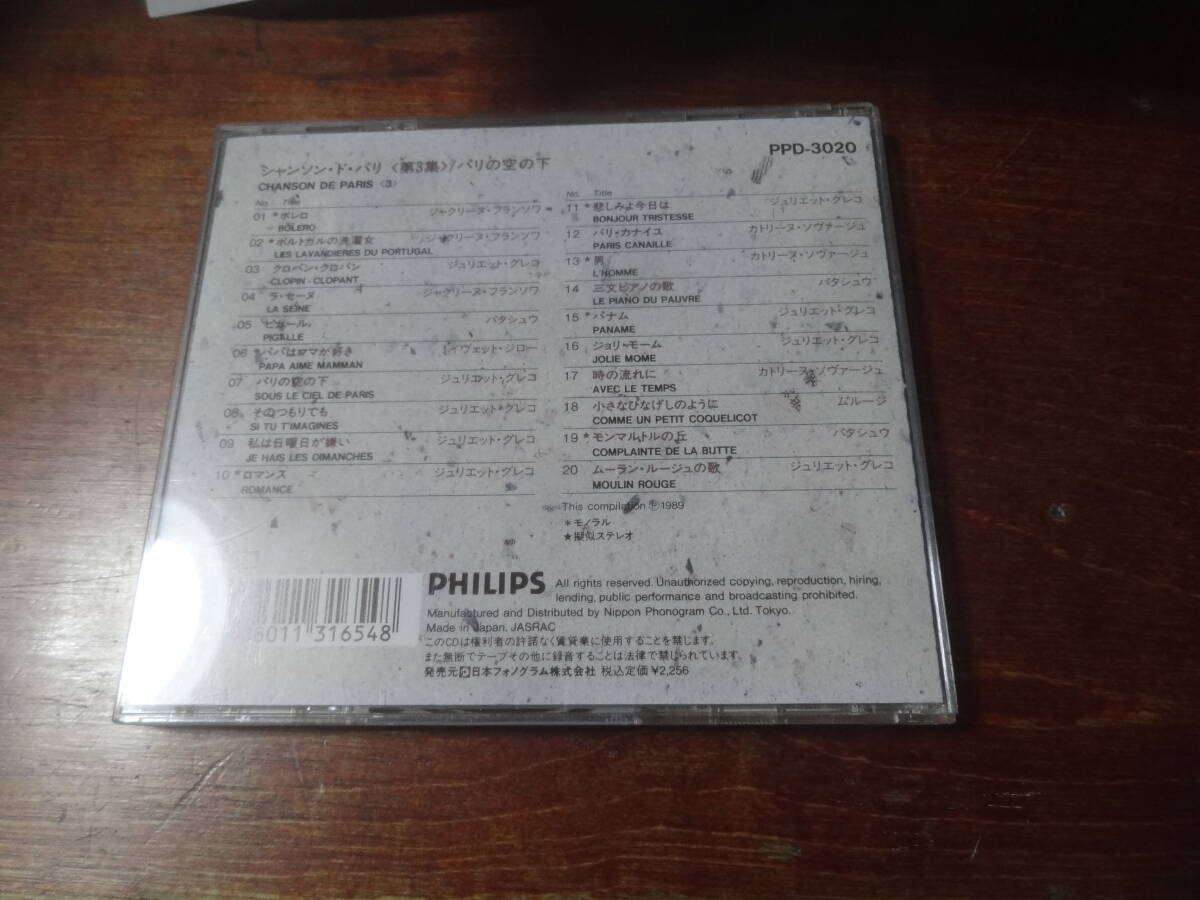 シャンソン・ド・パリ〈第3集〉/パリの空の下
CHANSON DE PARIS〈3〉
PPD-3020
No. Title
01 *ボレロ ジャクリーヌ・フランソワ
BOLERO
02 *ポルトガルの洗濯女 ジャクリーヌ・フランソワ
LES LAVANDIERES DU PORTUGAL
03 クロパン・クロパン ジュリエット・グレコ
CLOPIN-CLOPANT
04 ラ・セーヌ ジャクリーヌ・フランソワ
LA SEINE
05 ピガール パタシュウ
PIGALLE
06 *パパはママが好き イヴェット・ジロー
PAPA AIME MAMMAN
07 パリの空の下 ジュリエット・グレコ
SOUS LE CIEL DE PARIS
08 そのつもりでも ジュリエット・グレコ
SI TU T'IMAGINES
09 私は日曜日が嫌い ジュリエット・グレコ
JE HAIS LES DIMANCHES
10 *ロマンス ジュリエット・グレコ
ROMANCE
No. Title
11 *悲しみよ今日は ジュリエット・グレコ
BONJOUR TRISTESSE
12 パリ・カナイユ カトリーヌ・ソヴァージュ
PARIS CANAILLE
13 *男 カトリーヌ・ソヴァージュ
L'HOMME
14 三文ピアノの歌 パタシュウ
LE PIANO DU PAUVRE
15 *パナム ジュリエット・グレコ
PANAME
16 ジョリ・モーム ジュリエット・グレコ
JOLIE MOME
17 時の流れに カトリーヌ・ソヴァージュ
AVEC LE TEMPS
18 小さなひなげしのように ムルージ
COMME UN PETIT COQUELICOT
19 *モンマルトルの丘 パタシュウ
COMPLAINTE DE LA BUTTE
20 ムーラン・ルージュの歌 ジュリエット・グレコ
MOULIN ROUGE
This compilation ℗ 1989
*モノラル
★擬似ステレオ
8011 316548
PHILIPS
All rights reserved. Unauthorized copying, reproduction, hiring,
lending, public performance and broadcasting prohibited.
Manufactured and Distributed by Nippon Phonogram Co., Ltd. Tokyo.
Made in Japan. JASRAC
このCDは権利者の許諾なく賃貸業に使用することを禁じます。
また無断でテープその他に録音することは法律で禁じられています。
発売元 日本フォノグラム株式会社 税込定価¥2,256